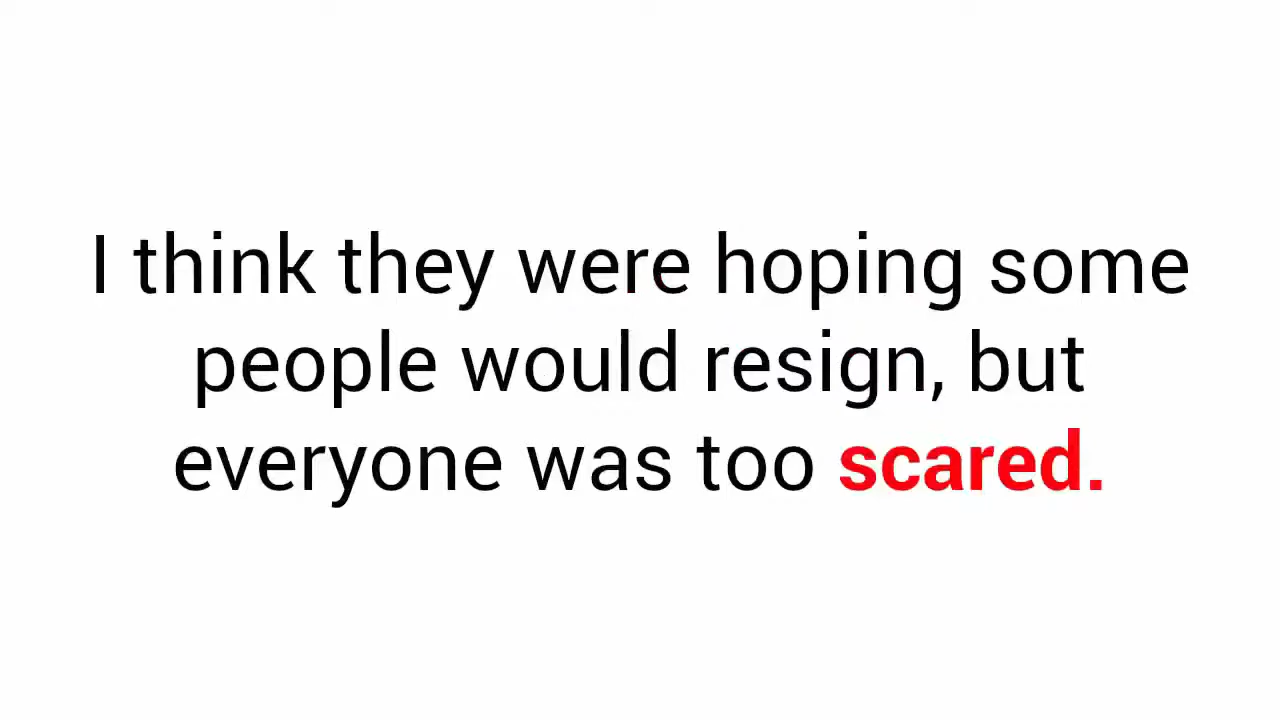 I think they were hoping some
people would resign, but
everyone was too scared.